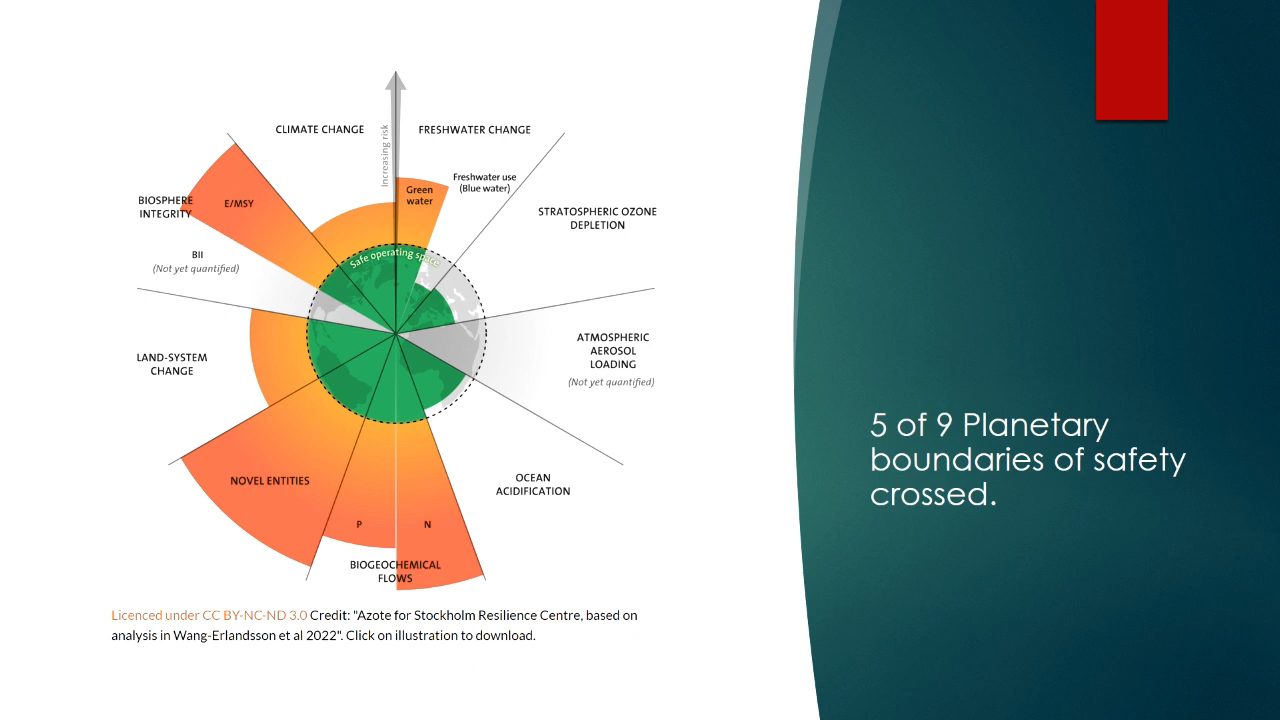 CLIMATE CHANGE
FRESHWATER CHANGE
Increasing risk
Freshwater use
(Blue water)
Green
water
BIOSPHERE
INTEGRITY
E/MSY
STRATOSPHERIC OZONE
DEPLETION
BII
(Not yet quantified)
Safe operating space
ATMOSPHERIC
AEROSOL
LOADING
(Not yet quantified)
LAND-SYSTEM
CHANGE
5 of 9 Planetary
boundaries of safety
crossed.
NOVEL ENTITIES
OCEAN
ACIDIFICATION
P
N
BIOGEOCHEMICAL
FLOWS
Licenced under CC BY-NC-ND 3.0 Credit: "Azote for Stockholm Resilience Centre, based on
analysis in Wang-Erlandsson et al 2022". Click on illustration to download.